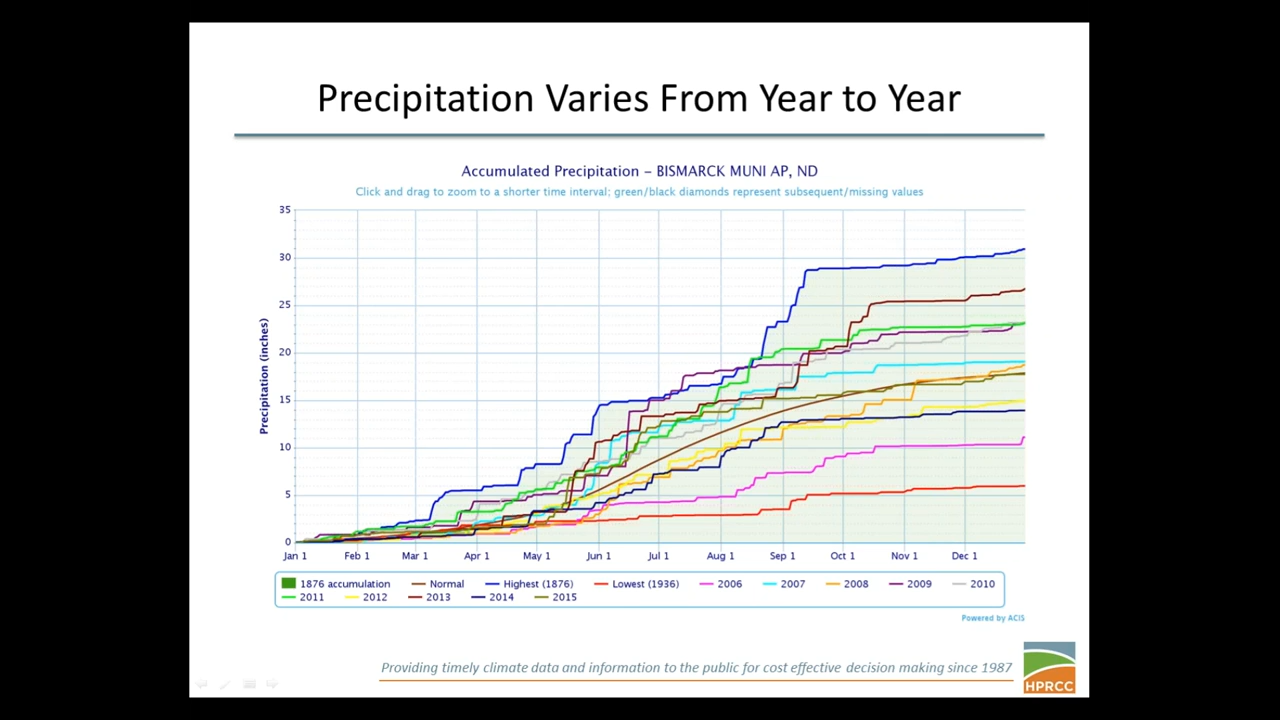 Precipitation Varies From Year to Year
Accumulated Precipitation – BISMARCK MUNI AP, ND
Click and drag to zoom to a shorter time interval; green/black diamonds represent subsequent/missing values
Precipitation (inches)
35
30
25
20
15
10
5
0
Jan 1 Feb 1 Mar 1 Apr 1 May 1 Jun 1 Jul 1 Aug 1 Sep 1 Oct 1 Nov 1 Dec 1
1876 accumulation Normal Highest (1876) Lowest (1936) 2006 2007 2008 2009 2010
2011 2012 2013 2014 2015
Powered by ACIS
Providing timely climate data and information to the public for cost effective decision making since 1987
HPRCC